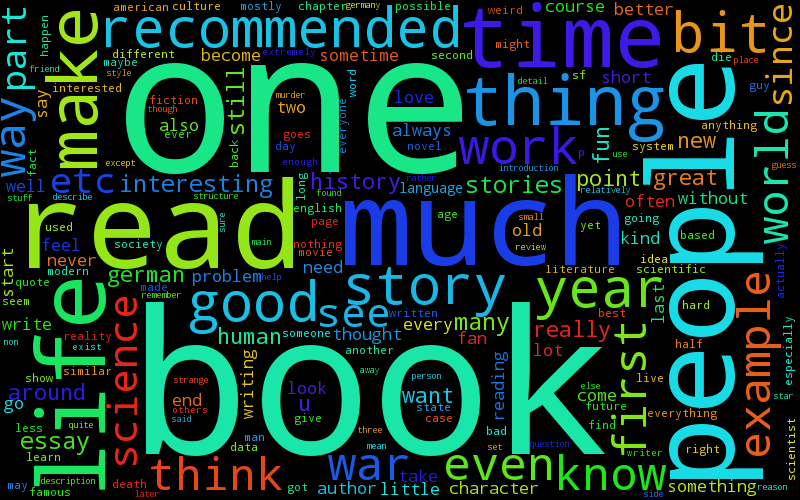 american culture mostly chapter germany possible weird course better
recommended time bit since
part make happen different become sometime second might die place
friend maybe style extremely word sf short guy
way say interested fiction though ever also one murder two love thing detail
still back everyone always novel work fun system anything new
fact except goes day enough introduction p use guess
well etc interesting history rather language stories point great people world
stuff describe structure long found relatively often without
read sure english page much age small old review yet going kind based
used feel society main nothing movie
never modern german problem need literature idea scientific actually
start quote made remember help story year last
seem life good see written every many best hard
write human someone thought fan really first half especially
non reality exist another lot
similar science strange book away person reading else live star
show around end look u want come future everything example
go others said give state case find
less quite writing three bad writer right scientist
essay man data mean set question
learn description think war take even know something reason
may famous death later got author little character side